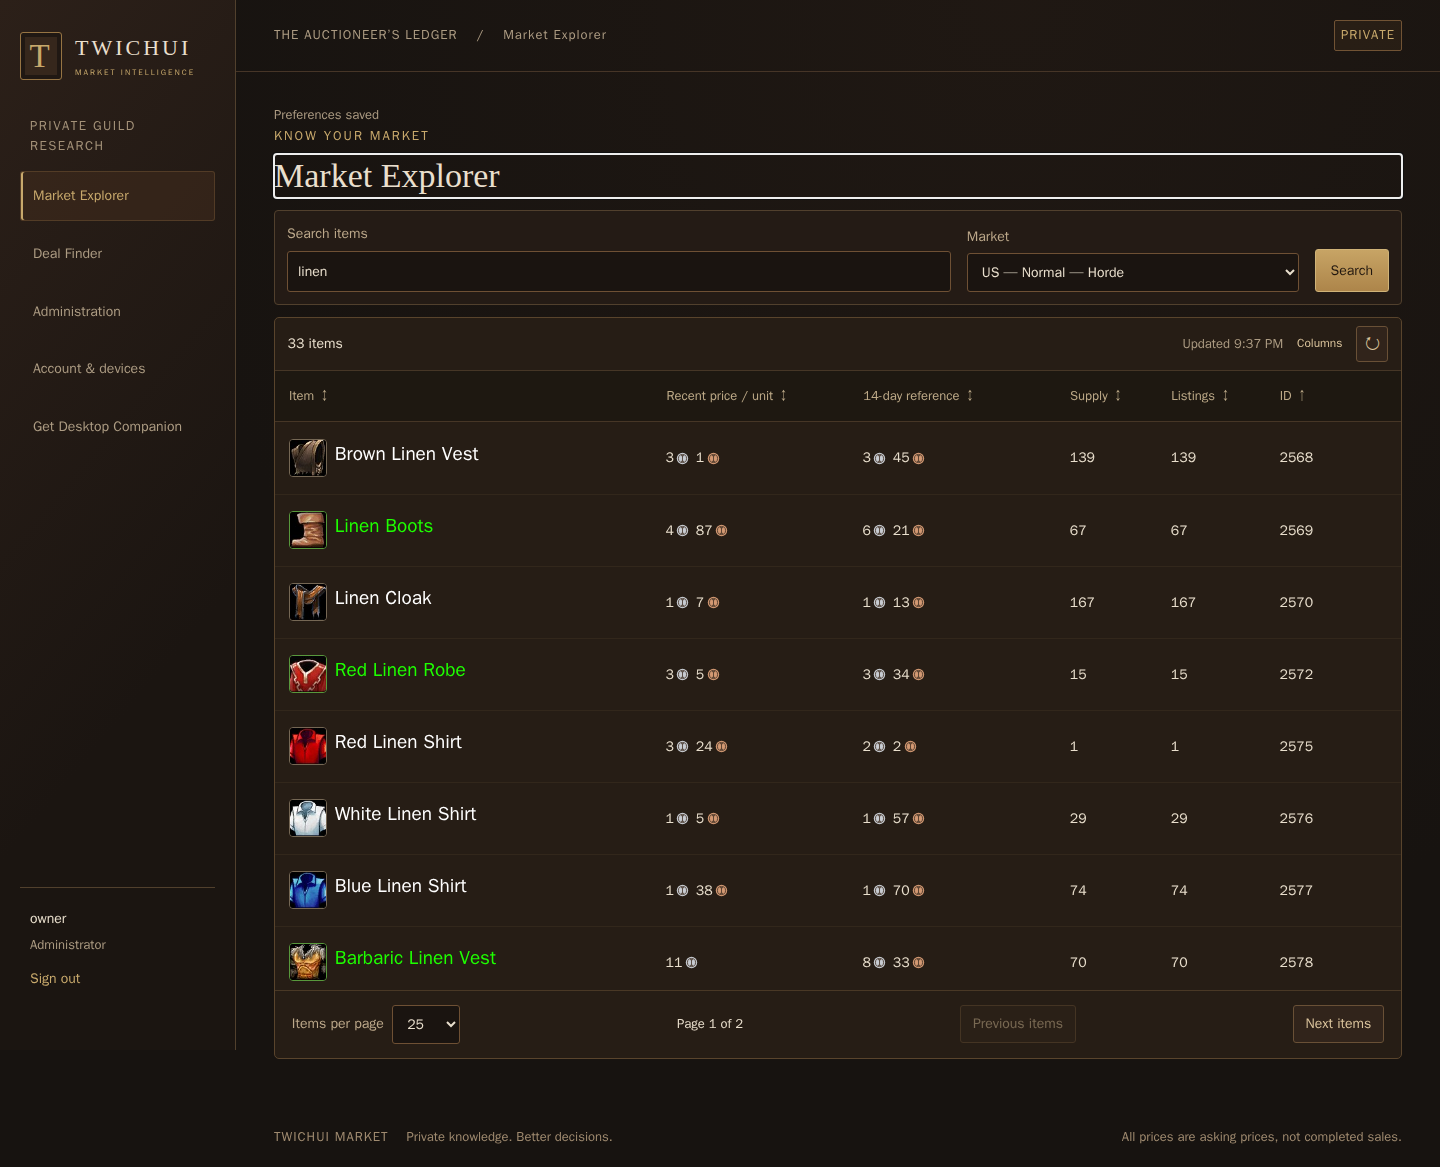 T
TWICHUI
MARKET INTELLIGENCE
PRIVATE GUILD
RESEARCH
Market Explorer
Deal Finder
Administration
Account & devices
Get Desktop Companion
owner
Administrator
Sign out
THE AUCTIONEER'S LEDGER / Market Explorer
PRIVATE
Preferences saved
KNOW YOUR MARKET
Market Explorer
Search items
Market
linen
US — Normal — Horde
Search
33 items
Updated 9:37 PM
Columns
Item ↕ Recent price / unit ↕ 14-day reference ↕ Supply ↕ Listings ↕ ID ↑
Brown Linen Vest 3 1 3 45 139 139 2568
Linen Boots 4 87 6 21 67 67 2569
Linen Cloak 1 7 1 13 167 167 2570
Red Linen Robe 3 5 3 34 15 15 2572
Red Linen Shirt 3 24 2 2 1 1 2575
White Linen Shirt 1 5 1 57 29 29 2576
Blue Linen Shirt 1 38 1 70 74 74 2577
Barbaric Linen Vest 11 8 33 70 70 2578
Items per page 25 Page 1 of 2 Previous items Next items
TWICHUI MARKET Private knowledge. Better decisions. All prices are asking prices, not completed sales.